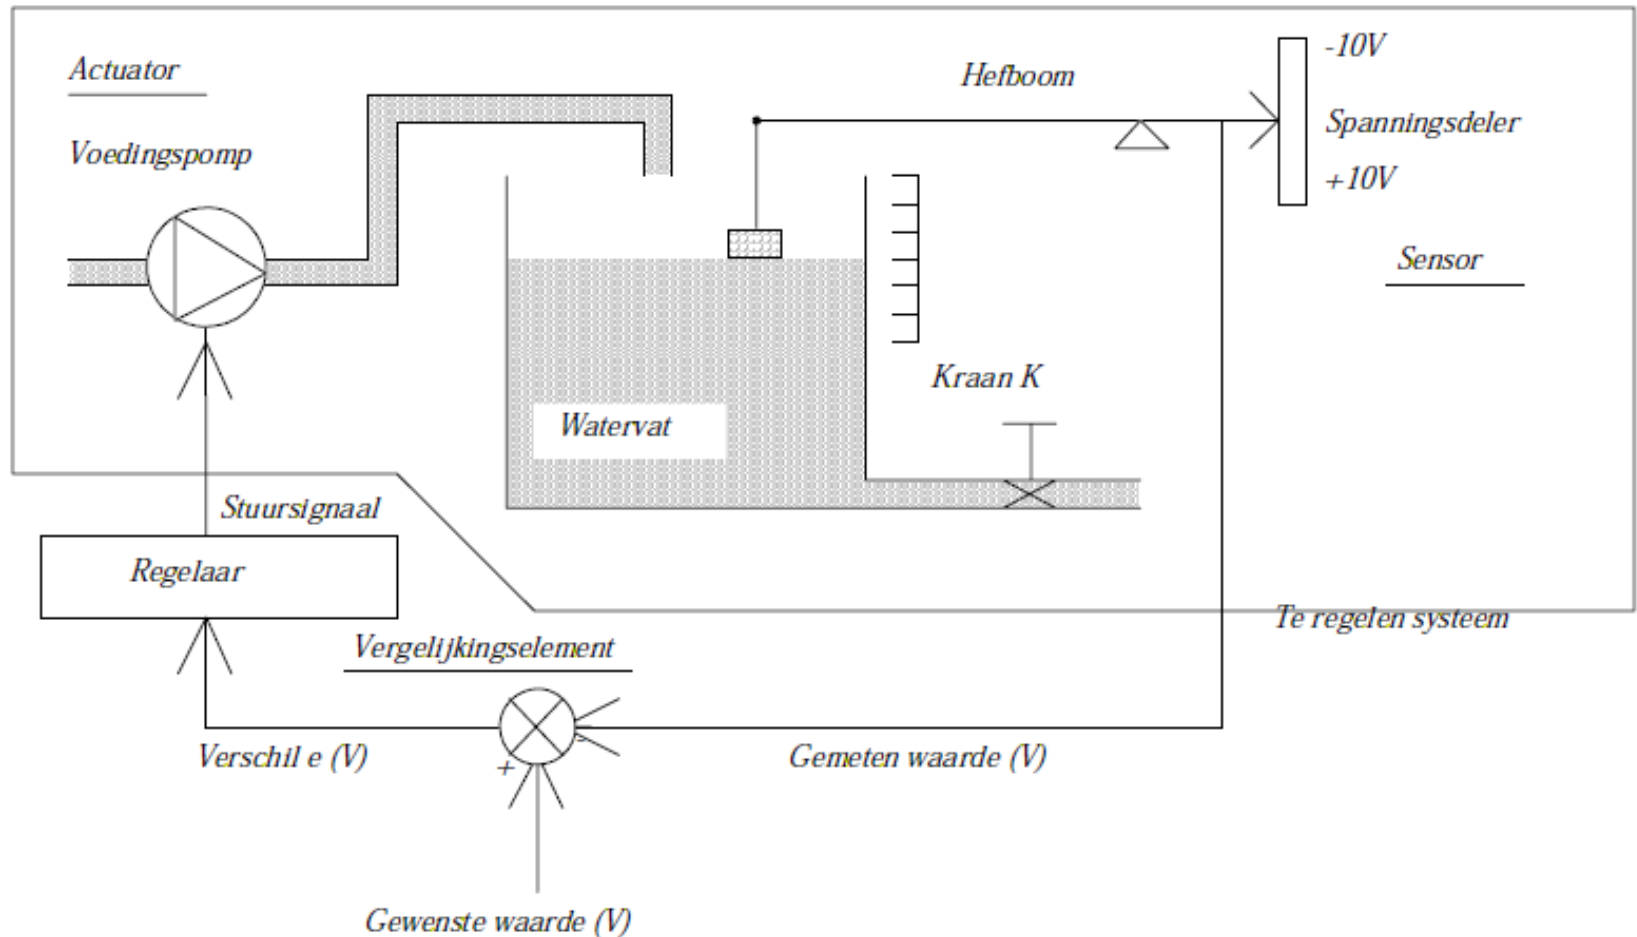 Actuator
Voedingspomp
Hefboom
-10V
Spanningsdeler
+10V
Sensor
Kraan K
Watervat
Stuursignaal
Regelaar
Te regelen systeem
Vergelijkingselement
-
+
Verschil e (V)
Gemeten waarde (V)
Gewenste waarde (V)